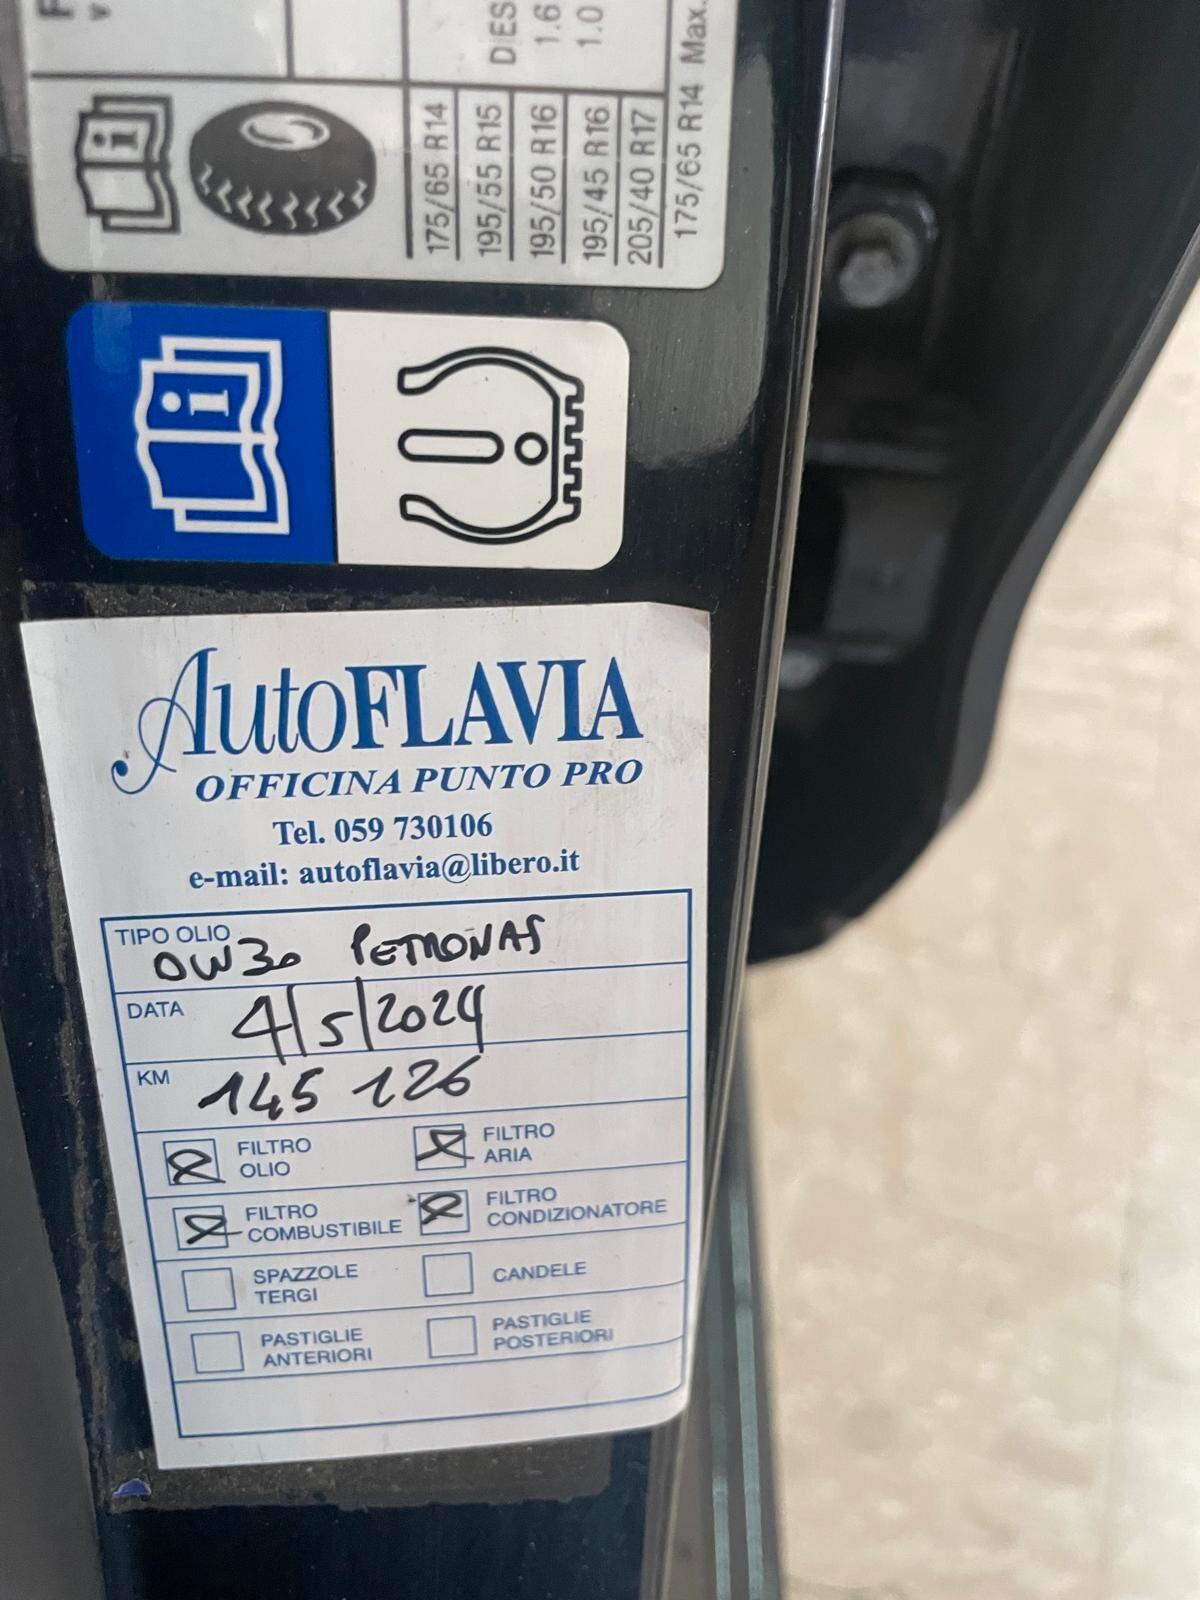 DIES
1.6
1.0
175/65 R14
195/55 R15
195/50 R16
195/45 R16
205/40 R17
175/65 R14 Max.
AutoFLAVIA
OFFICINA PUNTO PRO
Tel. 059 730106
e-mail: autoflavia@libero.it
TIPO OLIO 0W30 PETRONAS
DATA 4/5/2024
KM 145 126
FILTRO OLIO
FILTRO ARIA
FILTRO COMBUSTIBILE
FILTRO CONDIZIONATORE
SPAZZOLE TERGI
CANDELE
PASTIGLIE ANTERIORI
PASTIGLIE POSTERIORI